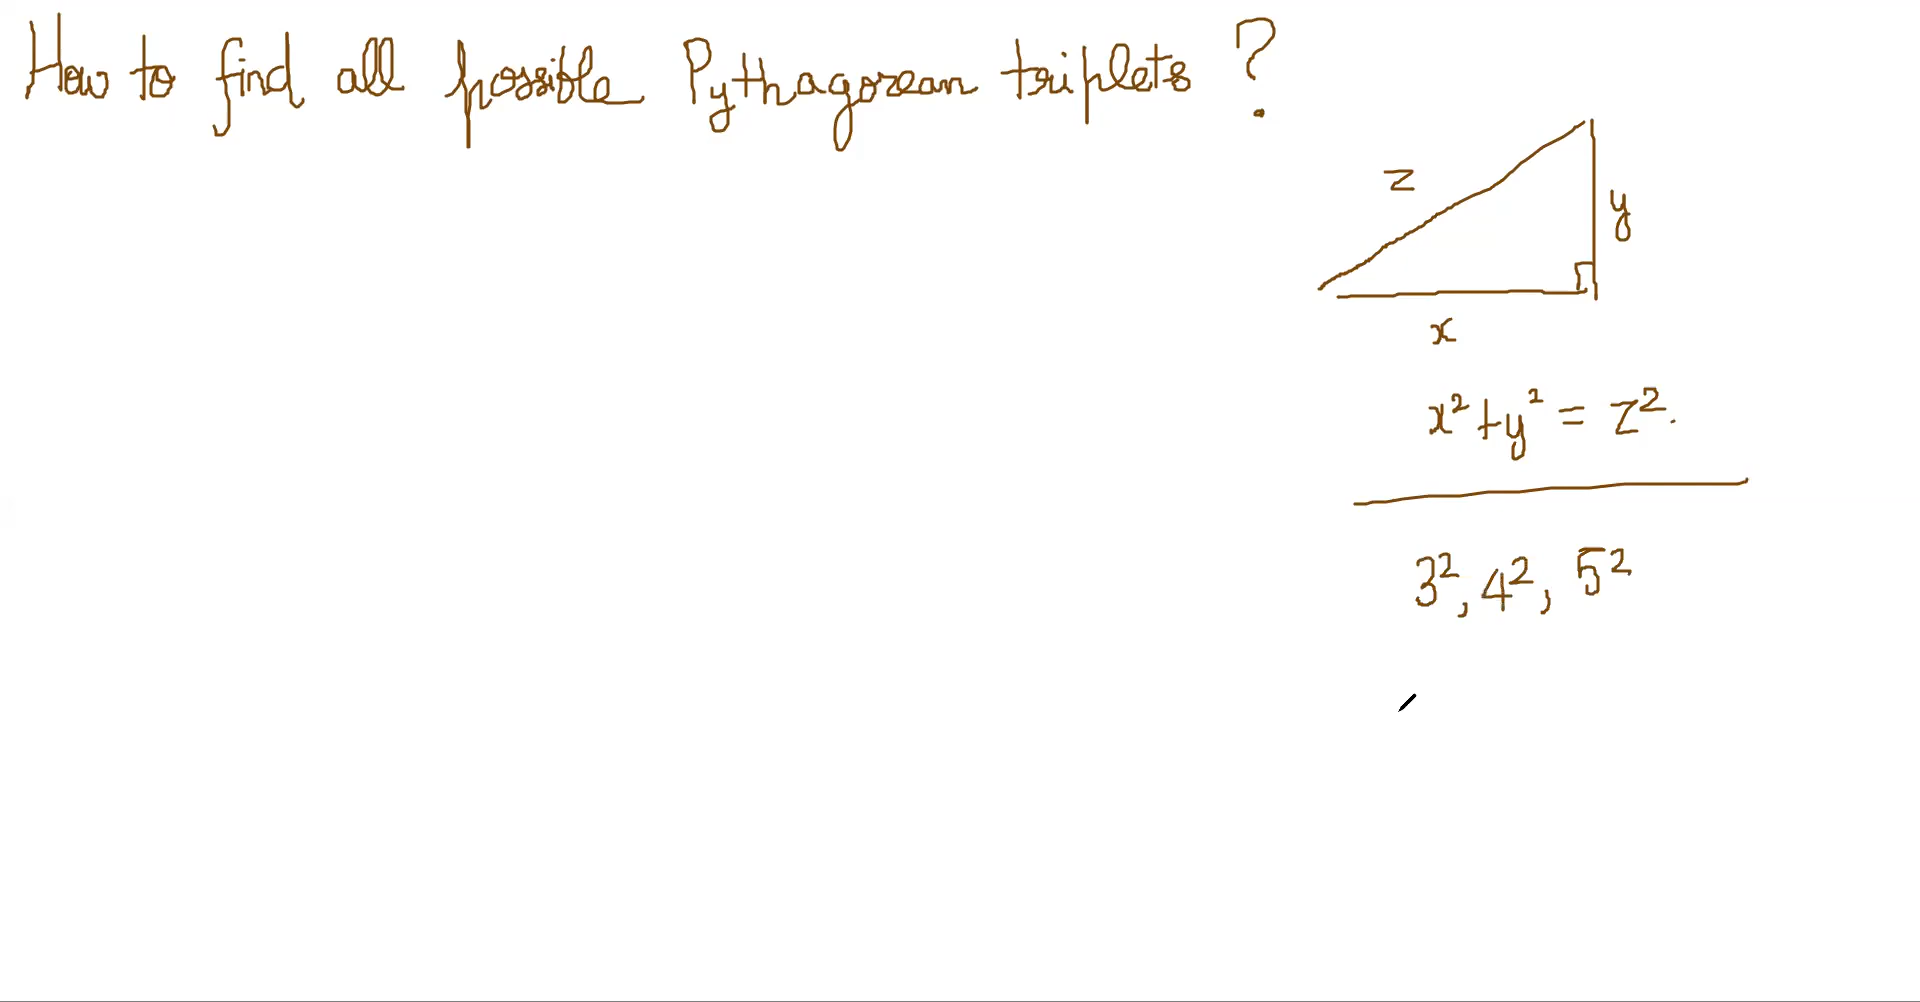 How to find all possible Pythagorean triplets ?
z
y
x
x² + y² = z².
3², 4², 5²